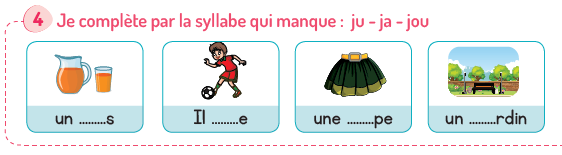 4 Je complète par la syllabe qui manque : ju - ja - jou
un .........s
Il .........e
une .........pe
un .........rdin